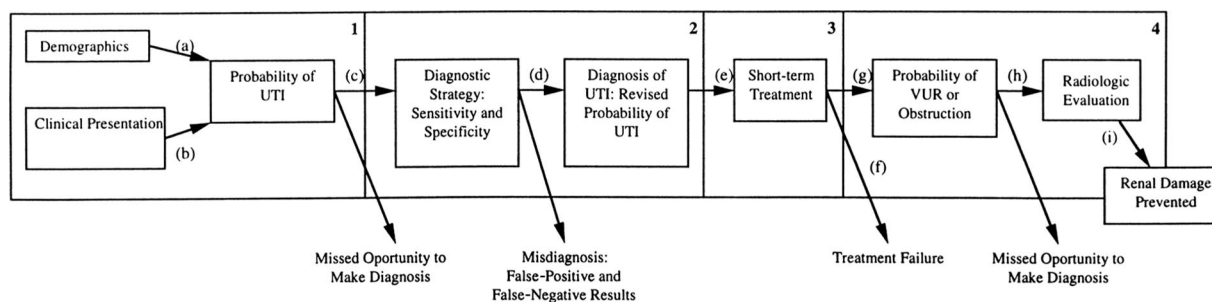 1
2
3
4
Demographics
(a)
Clinical Presentation
(b)
Probability of
UTI
(c)
Diagnostic
Strategy:
Sensitivity and
Specificity
(d)
Diagnosis of
UTI: Revised
Probability of
UTI
(e)
Short-term
Treatment
(f)
(g)
Probability of
VUR or
Obstruction
(h)
Radiologic
Evaluation
(i)
Renal Damage
Prevented
Missed Oportunity to
Make Diagnosis
Misdiagnosis:
False-Positive and
False-Negative Results
Treatment Failure
Missed Oportunity to
Make Diagnosis